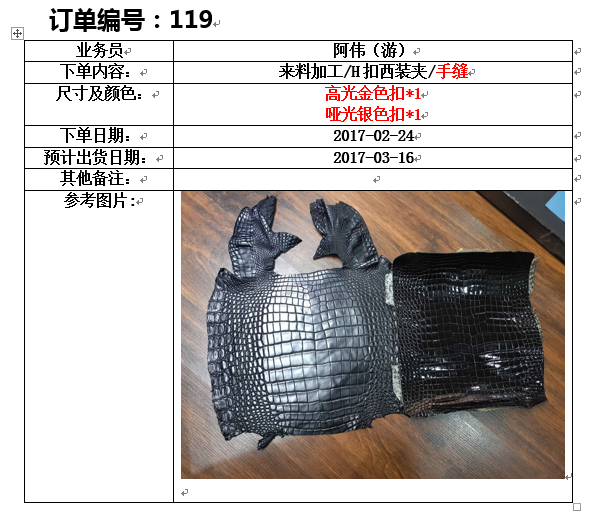 订单编号：119
业务员
阿伟（游）
下单内容：
来料加工/H扣西装夹/手缝
尺寸及颜色：
高光金色扣*1
哑光银色扣*1
下单日期：
2017-02-24
预计出货日期：
2017-03-16
其他备注：
参考图片: